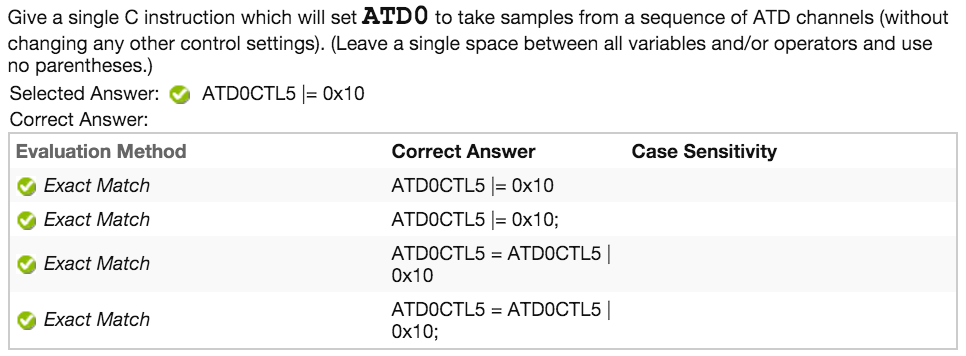 Give a single C instruction which will set ATD0 to take samples from a sequence of ATD channels (without
changing any other control settings). (Leave a single space between all variables and/or operators and use
no parentheses.)
Selected Answer: ATD0CTL5 |= 0x10
Correct Answer:
Evaluation Method Correct Answer Case Sensitivity
Exact Match ATD0CTL5 |= 0x10
Exact Match ATD0CTL5 |= 0x10;
Exact Match ATD0CTL5 = ATD0CTL5 |
0x10
Exact Match ATD0CTL5 = ATD0CTL5 |
0x10;